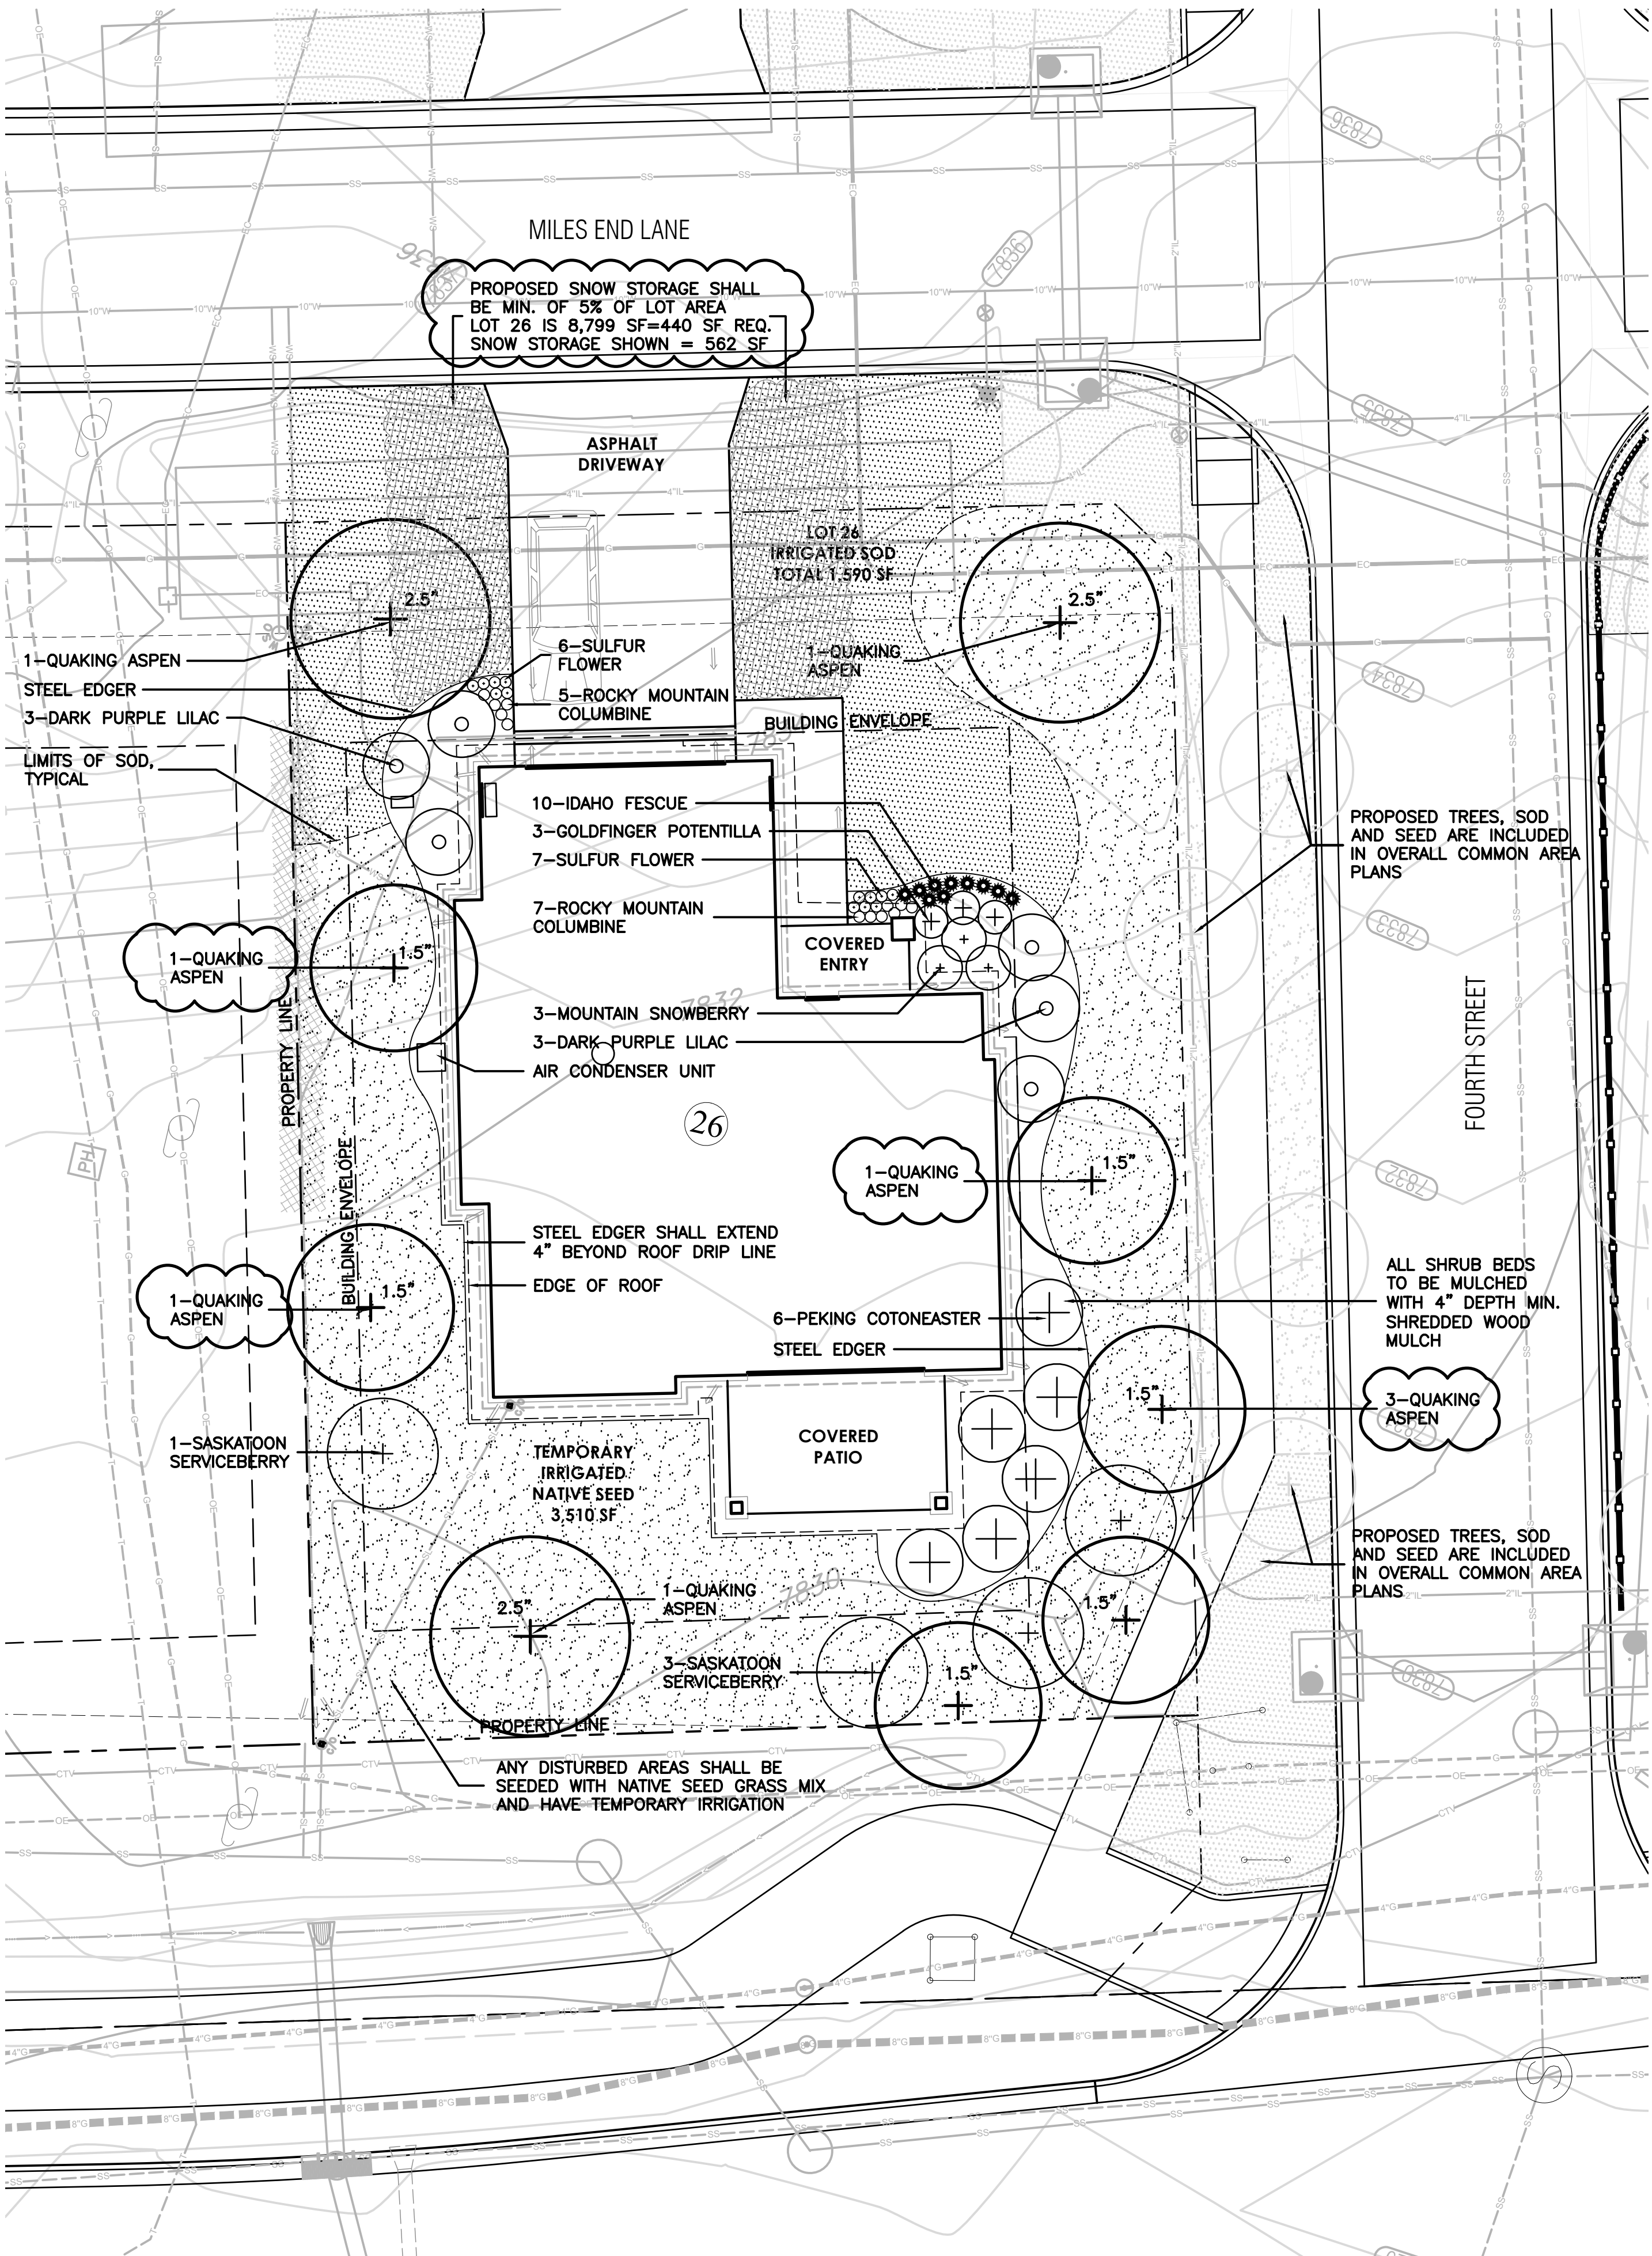 MILES END LANE
PROPOSED SNOW STORAGE SHALL
BE MIN. OF 5% OF LOT AREA
LOT 26 IS 8,799 SF=440 SF REQ.
SNOW STORAGE SHOWN = 562 SF
7836
7836
ASPHALT
DRIVEWAY
7835
LOT 26
IRRIGATED SOD
TOTAL 1,590 SF
2.5"
2.5"
1-QUAKING ASPEN
STEEL EDGER
3-DARK PURPLE LILAC
LIMITS OF SOD,
TYPICAL
6-SULFUR
FLOWER
5-ROCKY MOUNTAIN
COLUMBINE
1-QUAKING
ASPEN
BUILDING ENVELOPE
7834
10-IDAHO FESCUE
3-GOLDFINGER POTENTILLA
7-SULFUR FLOWER
7-ROCKY MOUNTAIN
COLUMBINE
COVERED
ENTRY
PROPOSED TREES, SOD
AND SEED ARE INCLUDED
IN OVERALL COMMON AREA
PLANS
7833
1-QUAKING
ASPEN
1.5"
PROPERTY LINE
7832
3-MOUNTAIN SNOWBERRY
3-DARK PURPLE LILAC
AIR CONDENSER UNIT
26
FOURTH STREET
PH
BUILDING ENVELOPE
1-QUAKING
ASPEN
1.5"
7832
STEEL EDGER SHALL EXTEND
4" BEYOND ROOF DRIP LINE
EDGE OF ROOF
1-QUAKING
ASPEN
1.5"
6-PEKING COTONEASTER
STEEL EDGER
ALL SHRUB BEDS
TO BE MULCHED
WITH 4" DEPTH MIN.
SHREDDED WOOD
MULCH
1.5"
3-QUAKING
ASPEN
1-SASKATOON
SERVICEBERRY
TEMPORARY
IRRIGATED
NATIVE SEED
3,510 SF
COVERED
PATIO
PROPOSED TREES, SOD
AND SEED ARE INCLUDED
IN OVERALL COMMON AREA
PLANS
7830
2.5"
1-QUAKING
ASPEN
1.5"
3-SASKATOON
SERVICEBERRY
1.5"
7830
PROPERTY LINE
ANY DISTURBED AREAS SHALL BE
SEEDED WITH NATIVE SEED GRASS MIX
AND HAVE TEMPORARY IRRIGATION